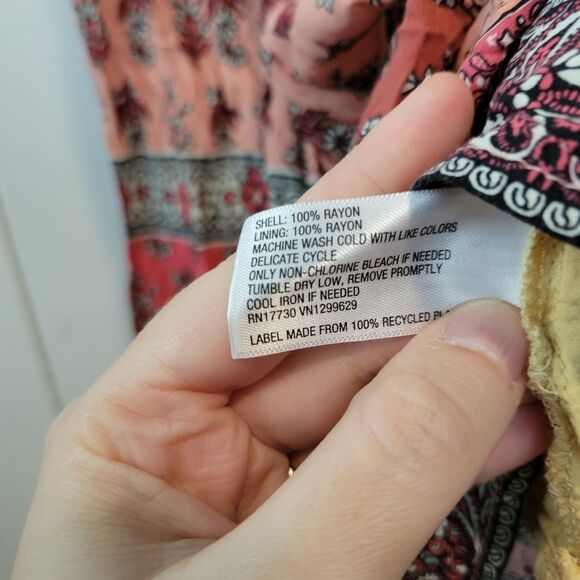 SHELL: 100% RAYON
LINING: 100% RAYON
MACHINE WASH COLD WITH LIKE COLORS
DELICATE CYCLE
ONLY NON-CHLORINE BLEACH IF NEEDED
TUMBLE DRY LOW, REMOVE PROMPTLY
COOL IRON IF NEEDED
RN17730 VN1299629
LABEL MADE FROM 100% RECYCLED